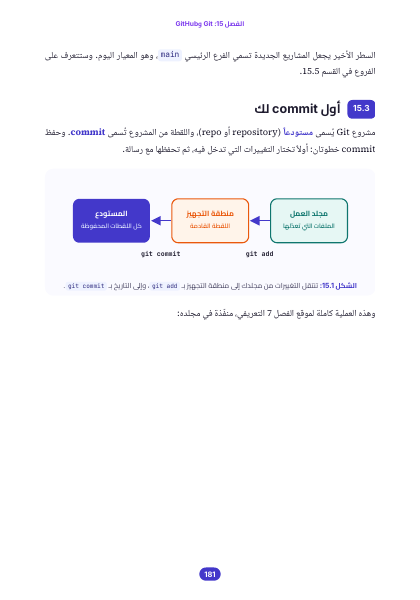 الفصل 15: Git وGitHub
السطر الأخير يجعل المشاريع الجديدة تسمي الفرع الرئيسي main، وهو المعيار اليوم. وستتعرف على
الفروع في القسم 15.5.
15.3 أول commit لك
مشروع Git يُسمى مستودعاً (repository أو repo)، واللقطة من المشروع تُسمى commit. وحفظ
commit خطوتان: أولاً تختار التغييرات التي تدخل فيه، ثم تحفظها مع رسالة.
مجلد العمل منطقة التجهيز المستودع
الملفات التي تعدّلها اللقطة القادمة كل اللقطات المحفوظة
git add git commit
الشكل 15.1: تنتقل التغييرات من مجلدك إلى منطقة التجهيز بـ git add، وإلى التاريخ بـ git commit.
وهذه العملية كاملة لموقع الفصل 7 التعريفي، منفّذة في مجلده:
181